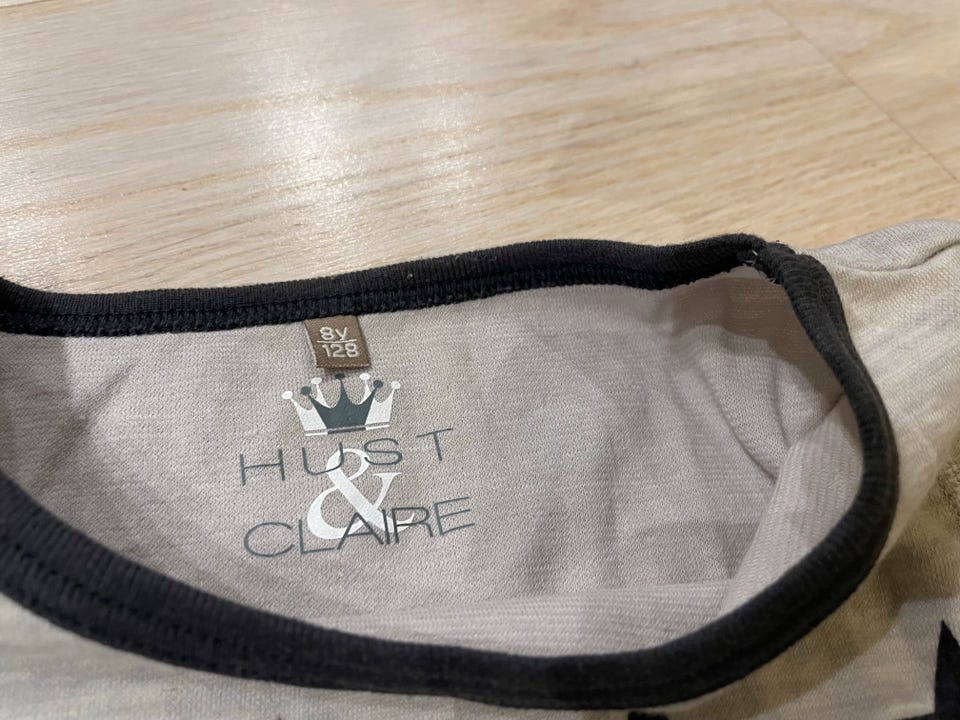 8y
128
HUST
&
CLAIRE